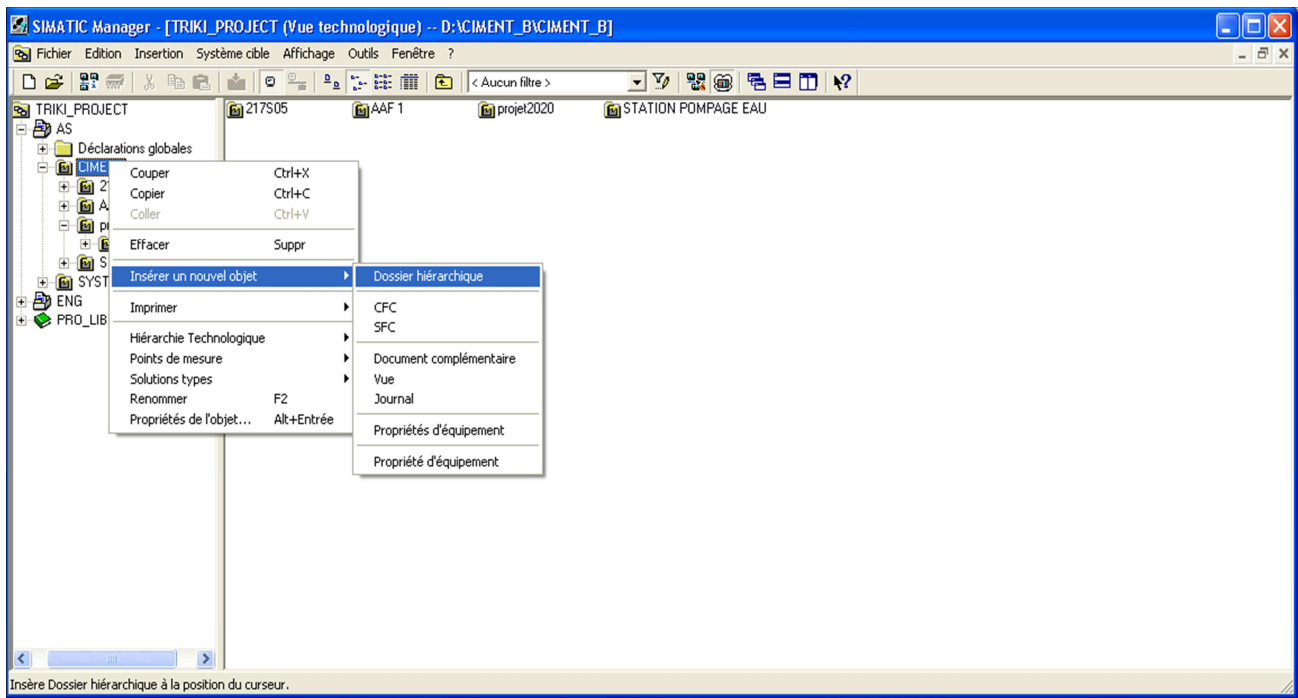 SIMATIC Manager - [TRIKI_PROJECT (Vue technologique) -- D:\CIMENT_B\CIMENT_B]
Fichier Edition Insertion Système cible Affichage Outils Fenêtre ?
< Aucun filtre >
TRIKI_PROJECT
AS
Déclarations globales
CIME
2
A
pr
S
SYST
ENG
PRO_LIB
217S05 AAF 1 projet2020 STATION POMPAGE EAU
Couper Ctrl+X
Copier Ctrl+C
Coller Ctrl+V
Effacer Suppr
Insérer un nouvel objet
Imprimer
Hiérarchie Technologique
Points de mesure
Solutions types
Renommer F2
Propriétés de l'objet... Alt+Entrée
Dossier hiérarchique
CFC
SFC
Document complémentaire
Vue
Journal
Propriétés d'équipement
Propriété d'équipement
Insère Dossier hiérarchique à la position du curseur.